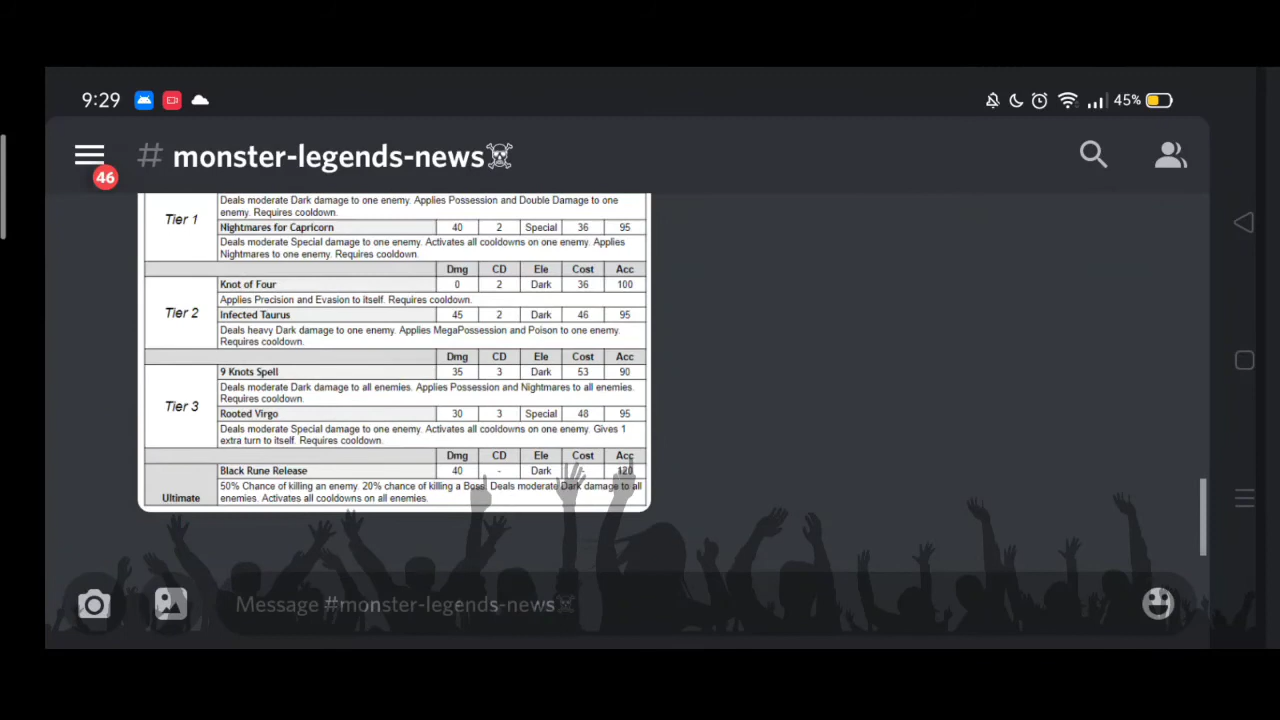 9:29 45%
46 # monster-legends-news☠
Deals moderate Dark damage to one enemy. Applies Possession and Double Damage to one
enemy. Requires cooldown.
Tier 1
Nightmares for Capricorn 40 2 Special 36 95
Deals moderate Special damage to one enemy. Activates all cooldowns on one enemy. Applies
Nightmares to one enemy. Requires cooldown.
Dmg CD Ele Cost Acc
Knot of Four 0 2 Dark 36 100
Applies Precision and Evasion to itself. Requires cooldown.
Tier 2
Infected Taurus 45 2 Dark 46 95
Deals heavy Dark damage to one enemy. Applies MegaPossession and Poison to one enemy.
Requires cooldown.
Dmg CD Ele Cost Acc
9 Knots Spell 35 3 Dark 53 90
Deals moderate Dark damage to all enemies. Applies Possession and Nightmares to all enemies.
Requires cooldown.
Tier 3
Rooted Virgo 30 3 Special 48 95
Deals moderate Special damage to one enemy. Activates all cooldowns on one enemy. Gives 1
extra turn to itself. Requires cooldown.
Dmg CD Ele Cost Acc
Black Rune Release 40 - Dark - 120
50% Chance of killing an enemy. 20% chance of killing a Boss. Deals moderate Dark damage to all
Ultimate enemies. Activates all cooldowns on all enemies.
Message #monster-legends-news☠